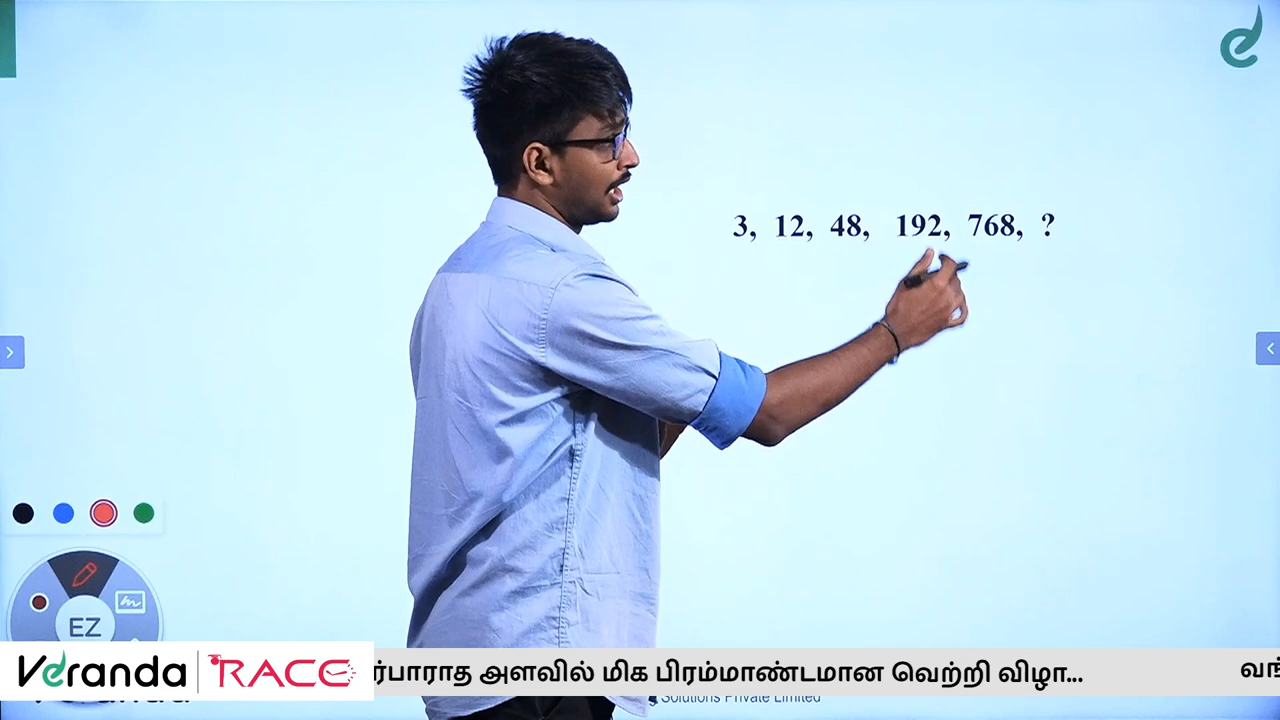 3, 12, 48, 192, 768, ?
EZ
Veranda RACE
ர்பாராத அளவில் மிக பிரம்மாண்டமான வெற்றி விழா...
Solutions Private Limited